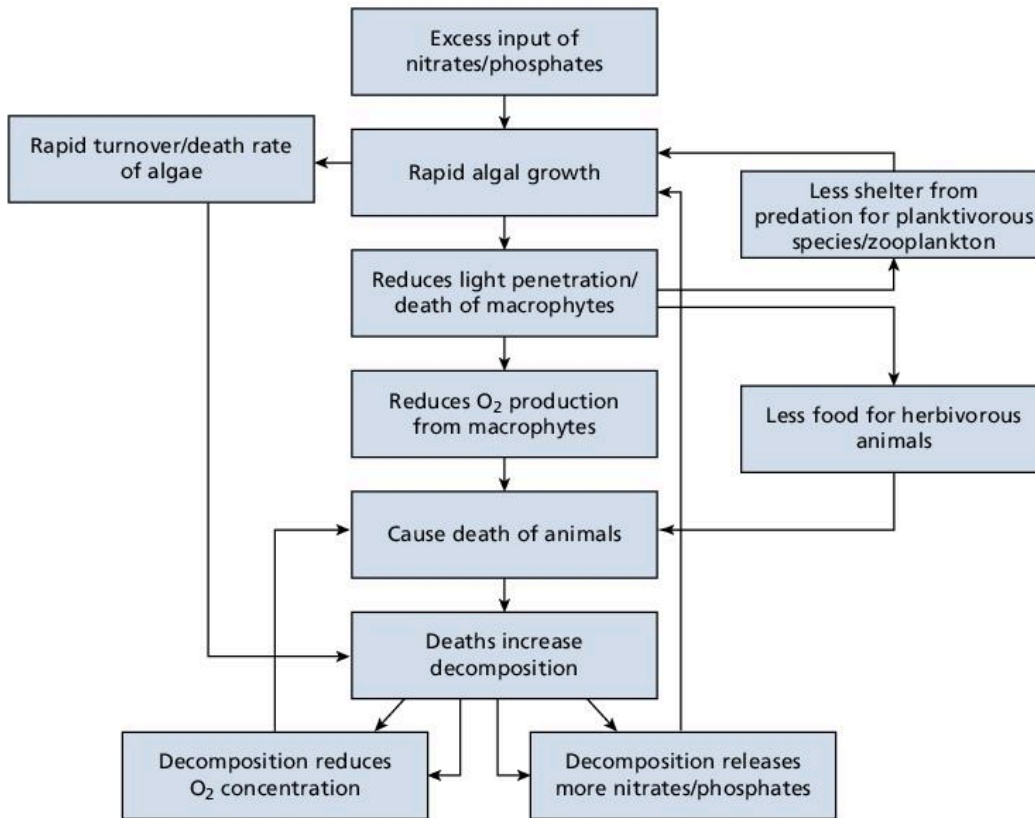 Excess input of
nitrates/phosphates
Rapid turnover/death rate
of algae
Rapid algal growth
Less shelter from
predation for planktivorous
species/zooplankton
Reduces light penetration/
death of macrophytes
Reduces O₂ production
from macrophytes
Less food for herbivorous
animals
Cause death of animals
Deaths increase
decomposition
Decomposition reduces
O₂ concentration
Decomposition releases
more nitrates/phosphates